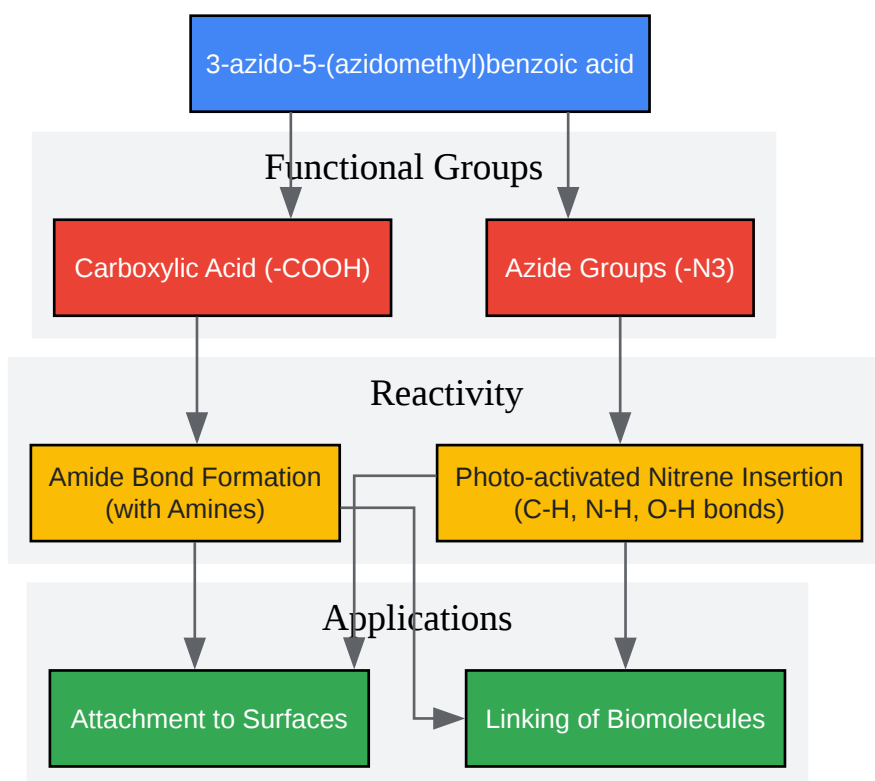 3-azido-5-(azidomethyl)benzoic acid
Functional Groups
Carboxylic Acid (-COOH)
Azide Groups (-N3)
Reactivity
Amide Bond Formation
(with Amines)
Photo-activated Nitrene Insertion
(C-H, N-H, O-H bonds)
Applications
Attachment to Surfaces
Linking of Biomolecules